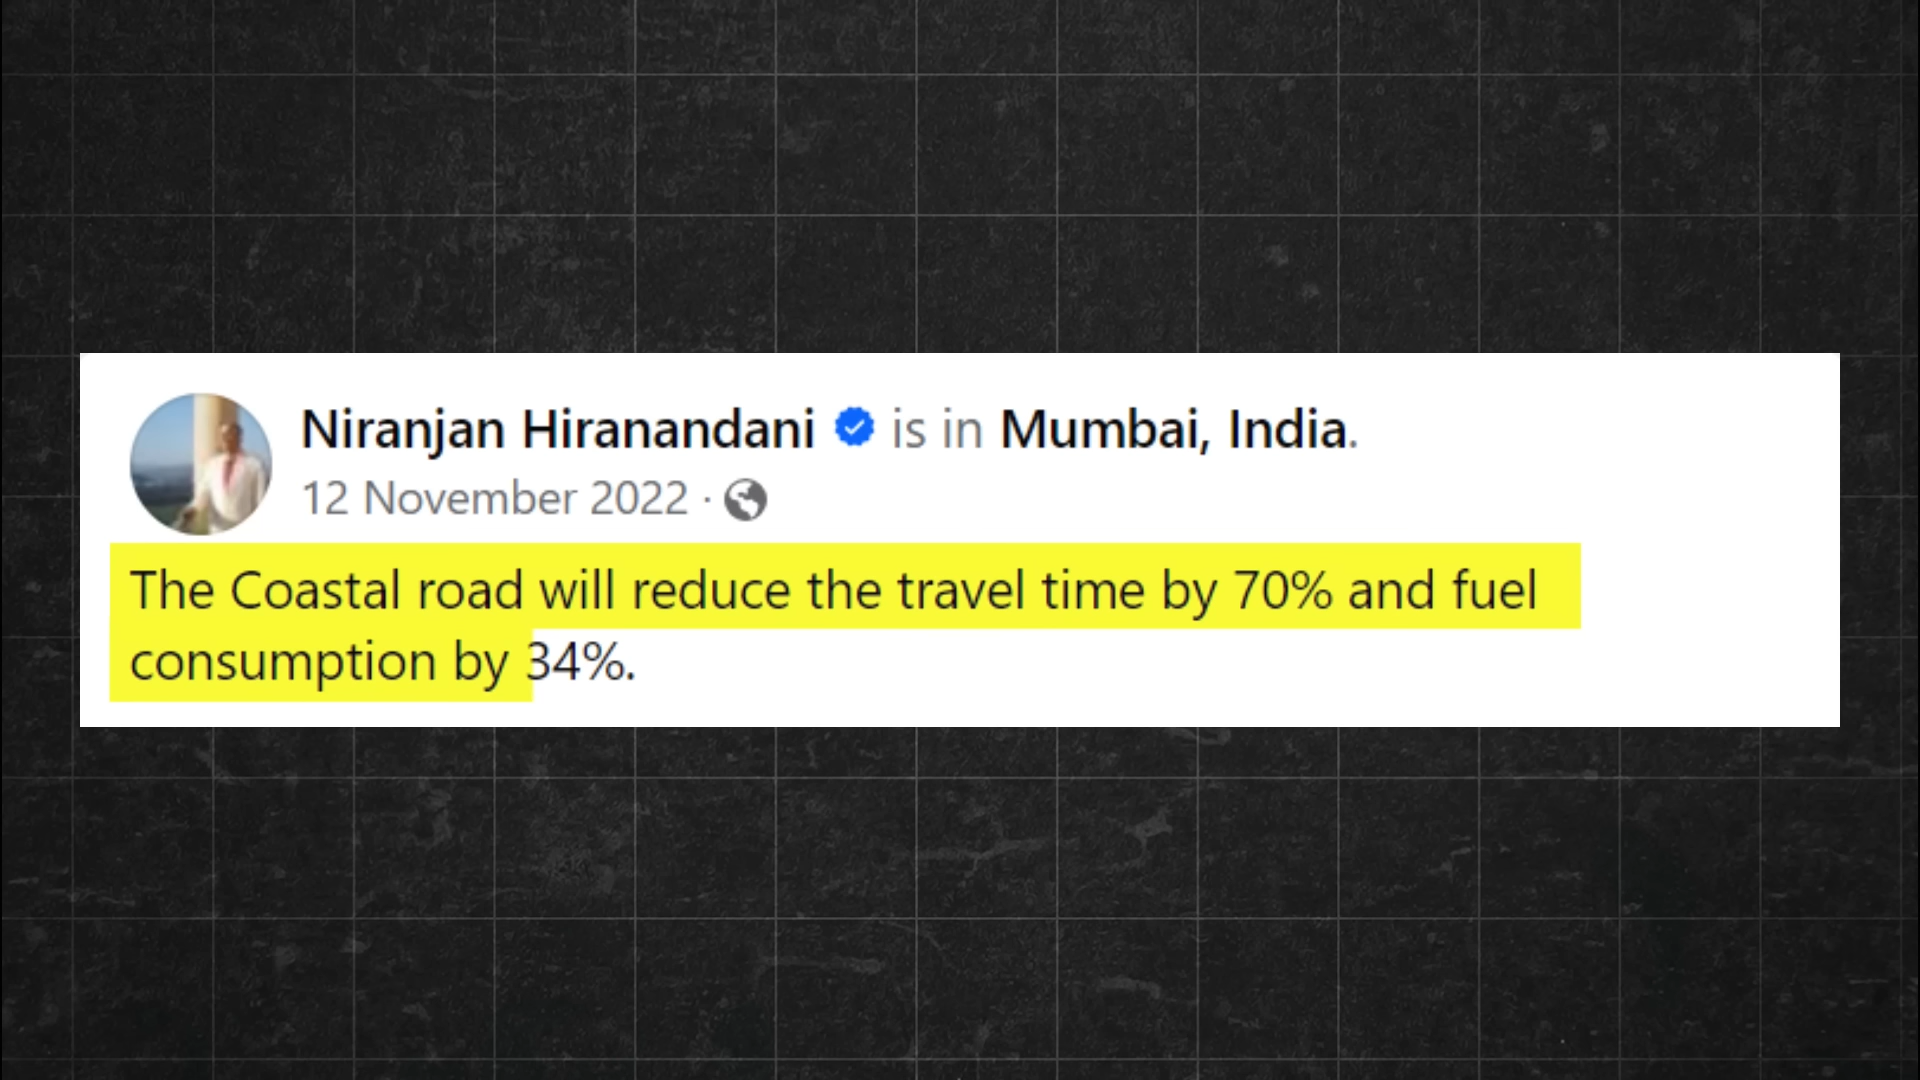 Niranjan Hiranandani is in Mumbai, India.
12 November 2022 ·
The Coastal road will reduce the travel time by 70% and fuel
consumption by 34%.